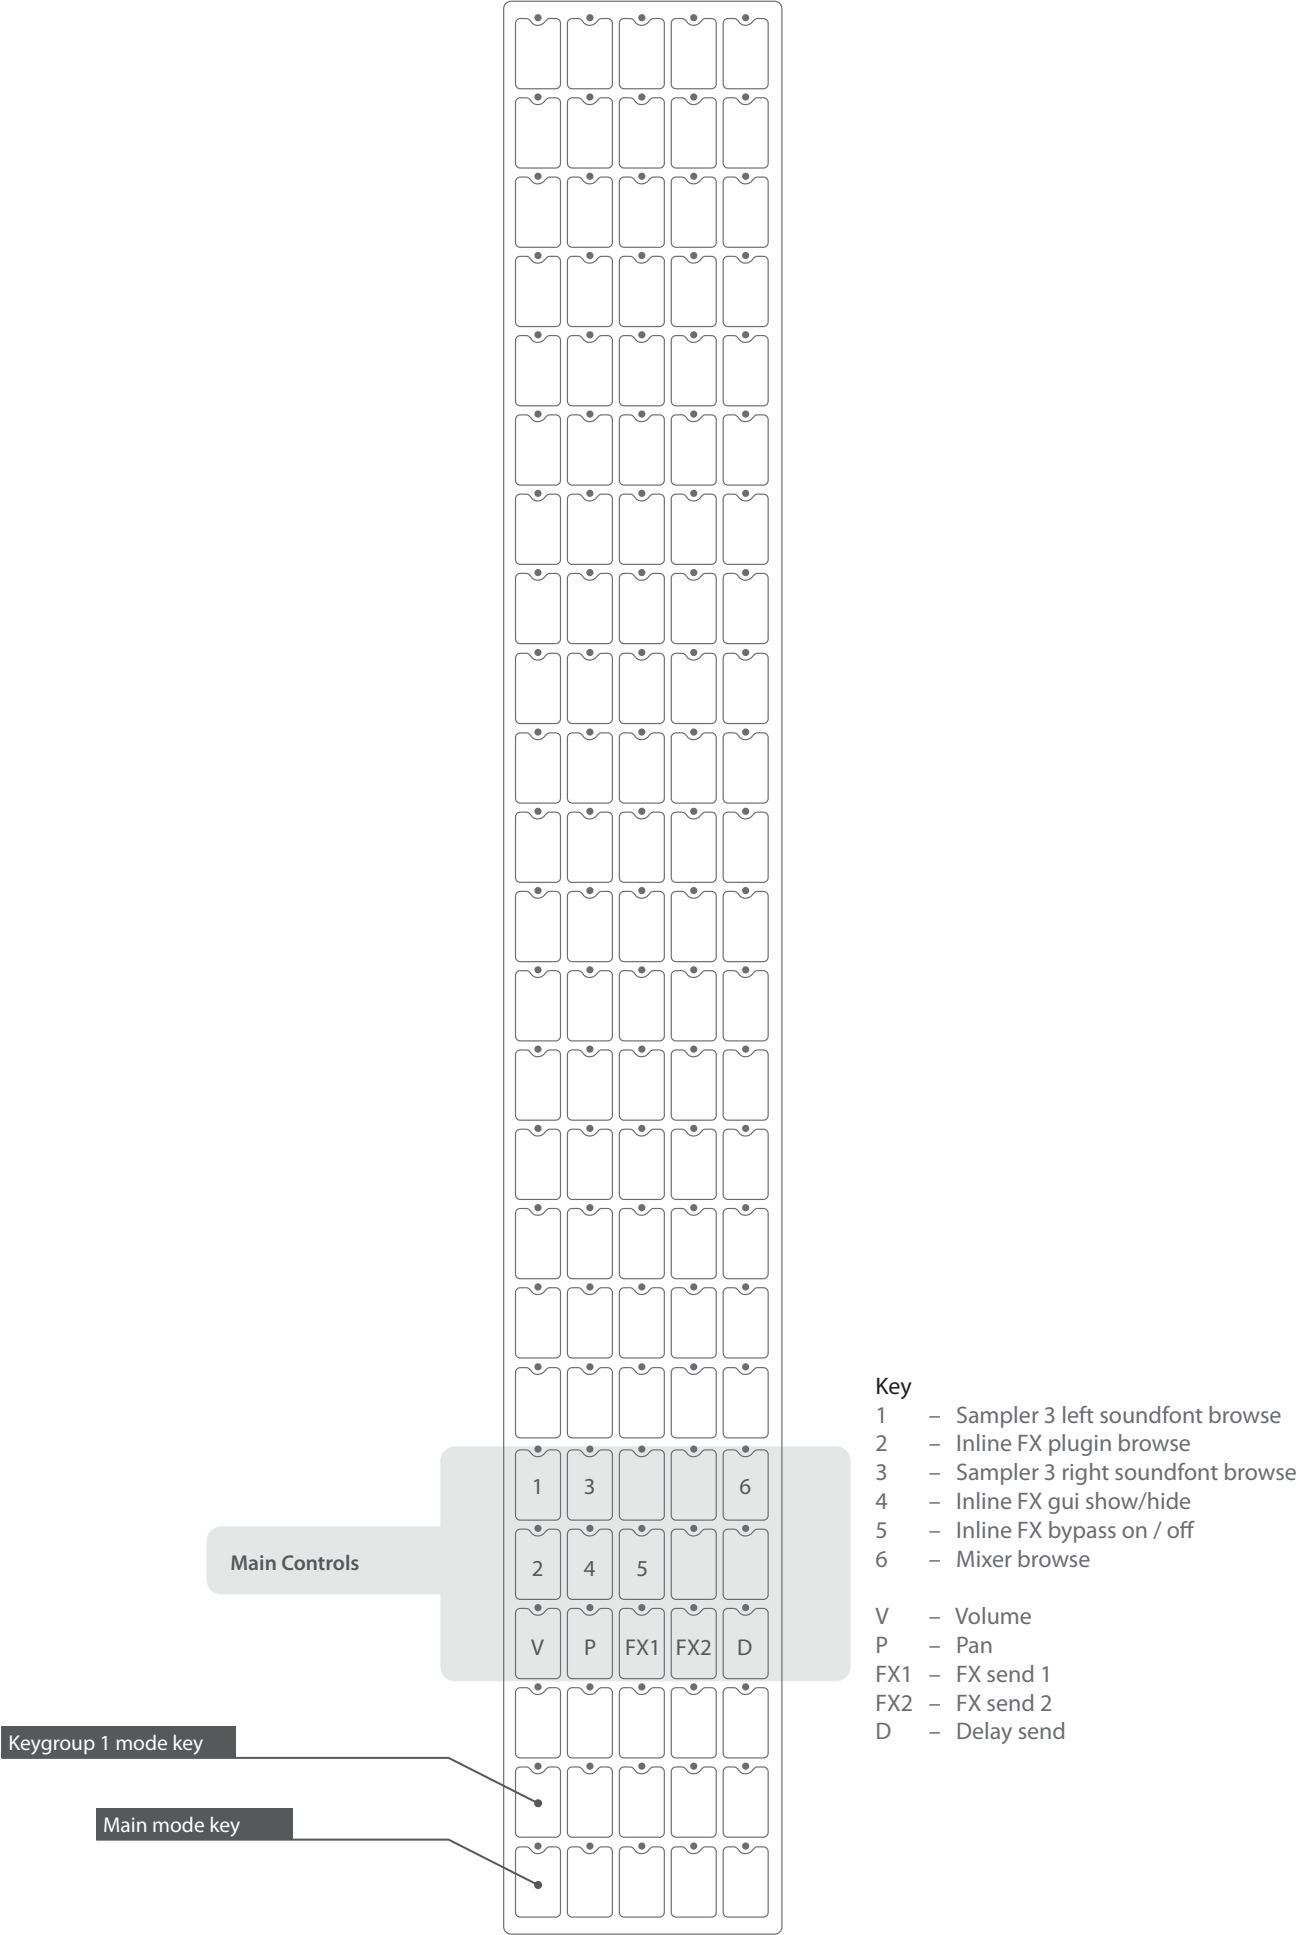 Key
1 – Sampler 3 left soundfont browse
2 – Inline FX plugin browse
3 – Sampler 3 right soundfont browse
4 – Inline FX gui show/hide
5 – Inline FX bypass on / off
6 – Mixer browse
V – Volume
P – Pan
FX1 – FX send 1
FX2 – FX send 2
D – Delay send
1 3 6
Main Controls
2 4 5
V P FX1 FX2 D
Keygroup 1 mode key
Main mode key